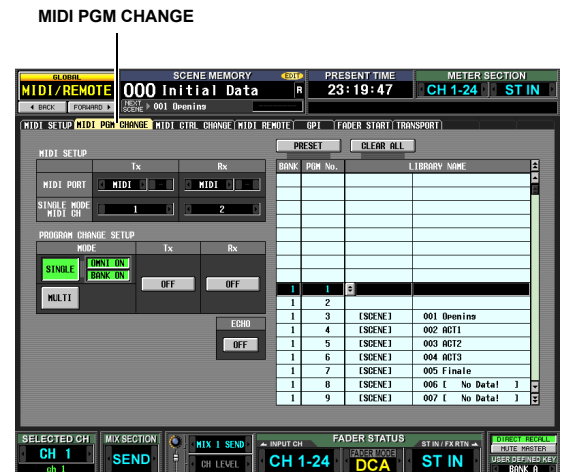 MIDI PGM CHANGE
GLOBAL SCENE MEMORY EDIT PRESENT TIME METER SECTION
MIDI/REMOTE 000 Initial Data R 23:19:47 CH 1-24 ST IN
BACK FORWARD NEXT SCENE 001 Opening
MIDI SETUP MIDI PGM CHANGE MIDI CTRL CHANGE MIDI REMOTE GPI FADER START TRANSPORT
PRESET CLEAR ALL
MIDI SETUP
Tx Rx
BANK PGM No. LIBRARY NAME
MIDI PORT MIDI - MIDI -
SINGLE MODE MIDI CH 1 2
PROGRAM CHANGE SETUP
MODE Tx Rx
SINGLE OMNI ON BANK ON OFF OFF
MULTI
ECHO
OFF
1 1
1 2
1 3 [SCENE] 001 Opening
1 4 [SCENE] 002 ACT1
1 5 [SCENE] 003 ACT2
1 6 [SCENE] 004 ACT3
1 7 [SCENE] 005 Finale
1 8 [SCENE] 006 [ No Data! ]
1 9 [SCENE] 007 [ No Data! ]
SELECTED CH MIX SECTION MIX 1 SEND INPUT CH FADER STATUS ST IN / FX RTN DIRECT RECALL
CH 1 SEND CH LEVEL CH 1-24 FADER MODE DCA ST IN MUTE MASTER
USER DEFINED KEY
ch 1 BANK A